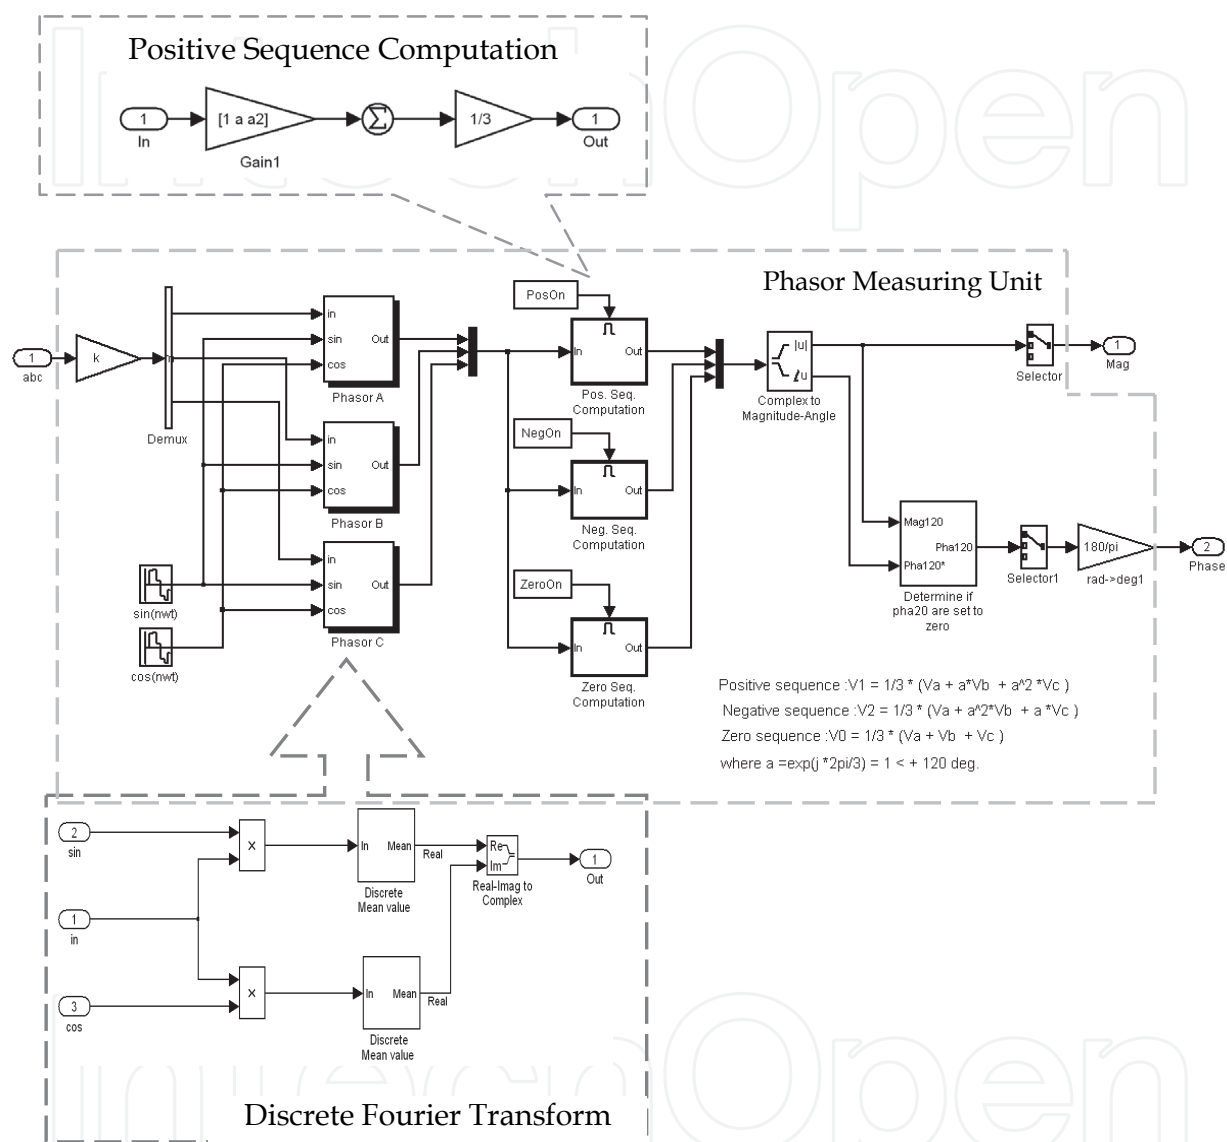 Positive Sequence Computation
1
In
[1 a a2]
Gain1
Σ
1/3
1
Out
Phasor Measuring Unit
1
abc
k
Demux
in
sin
cos
Out
Phasor A
in
sin
cos
Out
Phasor B
in
sin
cos
Out
Phasor C
sin(nwt)
cos(nwt)
PosOn
In
Out
Pos. Seq.
Computation
NegOn
In
Out
Neg. Seq.
Computation
ZeroOn
In
Out
Zero Seq.
Computation
|u|
∠u
Complex to
Magnitude-Angle
Selector
1
Mag
Mag120
Pha120
Pha120*
Determine if
pha20 are set to
zero
Selector1
180/pi
rad->deg1
2
Phase
Positive sequence :V1 = 1/3 * (Va + a*Vb + a^2 *Vc )
Negative sequence :V2 = 1/3 * (Va + a^2*Vb + a *Vc )
Zero sequence :V0 = 1/3 * (Va + Vb + Vc )
where a =exp(j *2pi/3) = 1 < + 120 deg.
2
sin
1
in
3
cos
×
×
In
Mean
Real
Discrete
Mean value
In
Mean
Real
Discrete
Mean value
Re
Im
Real-Imag to
Complex
1
Out
Discrete Fourier Transform
IntechOpen
IntechOpen